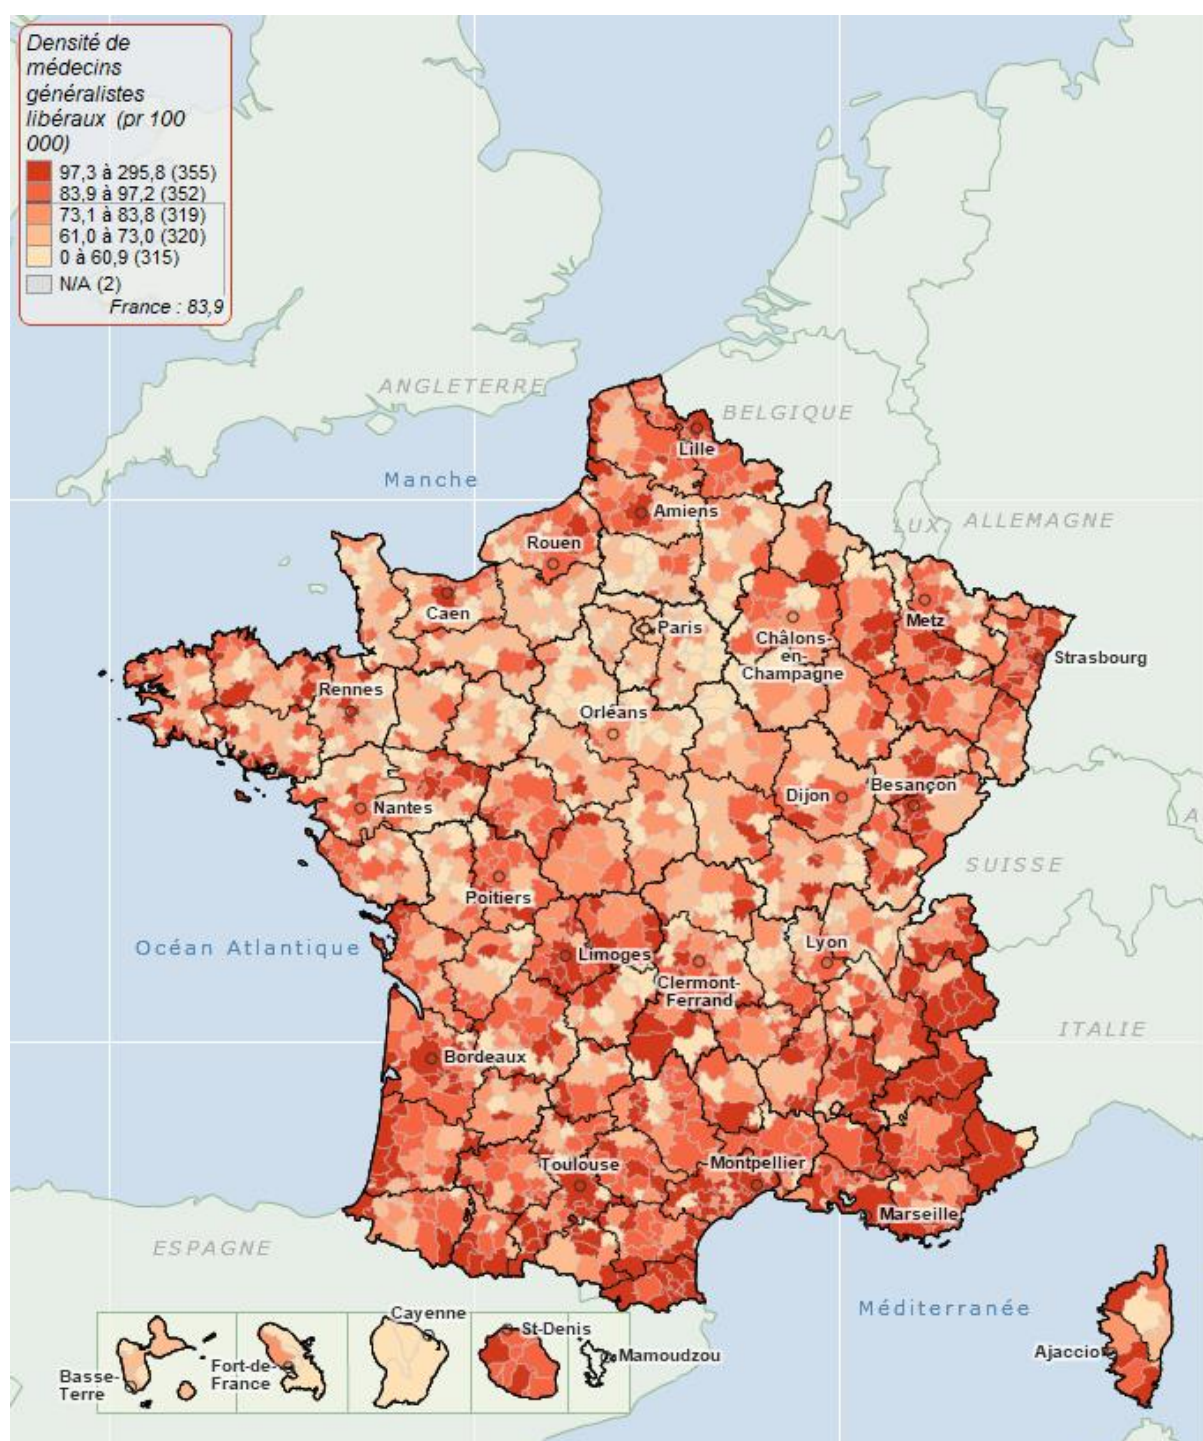 Densité de
médecins
généralistes
libéraux (pr 100
000)
97,3 à 295,8 (355)
83,9 à 97,2 (352)
73,1 à 83,8 (319)
61,0 à 73,0 (320)
0 à 60,9 (315)
N/A (2)
France : 83,9
ANGLETERRE
BELGIQUE
Lille
Manche
Amiens
LUX.
ALLEMAGNE
Rouen
Caen
Paris
Metz
Châlons-
en-
Champagne
Strasbourg
Rennes
Orléans
Nantes
Dijon
Besançon
A
SUISSE
Poitiers
Océan Atlantique
Limoges
Lyon
Clermont-
Ferrand
ITALIE
Bordeaux
Toulouse
Montpellier
Marseille
ESPAGNE
Méditerranée
Ajaccio
Cayenne
St-Denis
Mamoudzou
Fort-de-
France
Basse-
Terre